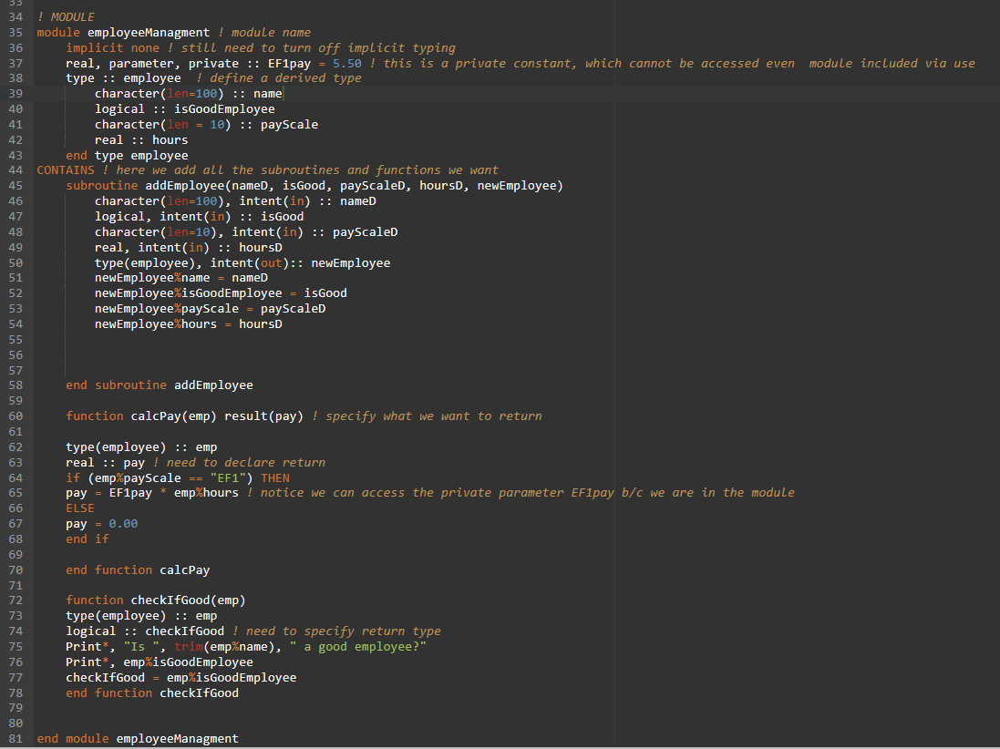 33
34 ! MODULE
35 module employeeManagment ! module name
36 implicit none ! still need to turn off implicit typing
37 real, parameter, private :: EF1pay = 5.50 ! this is a private constant, which cannot be accessed even  module included via use
38 type :: employee  ! define a derived type
39 character(len=100) :: name
40 logical :: isGoodEmployee
41 character(len = 10) :: payScale
42 real :: hours
43 end type employee
44 CONTAINS ! here we add all the subroutines and functions we want
45 subroutine addEmployee(nameD, isGood, payScaleD, hoursD, newEmployee)
46 character(len=100), intent(in) :: nameD
47 logical, intent(in) :: isGood
48 character(len=10), intent(in) :: payScaleD
49 real, intent(in) :: hoursD
50 type(employee), intent(out):: newEmployee
51 newEmployee%name = nameD
52 newEmployee%isGoodEmployee = isGood
53 newEmployee%payScale = payScaleD
54 newEmployee%hours = hoursD
55
56
57
58 end subroutine addEmployee
59
60 function calcPay(emp) result(pay) ! specify what we want to return
61
62 type(employee) :: emp
63 real :: pay ! need to declare return
64 if (emp%payScale == "EF1") THEN
65 pay = EF1pay * emp%hours ! notice we can access the private parameter EF1pay b/c we are in the module
66 ELSE
67 pay = 0.00
68 end if
69
70 end function calcPay
71
72 function checkIfGood(emp)
73 type(employee) :: emp
74 logical :: checkIfGood ! need to specify return type
75 Print*, "Is ", trim(emp%name), " a good employee?"
76 Print*, emp%isGoodEmployee
77 checkIfGood = emp%isGoodEmployee
78 end function checkIfGood
79
80
81 end module employeeManagment